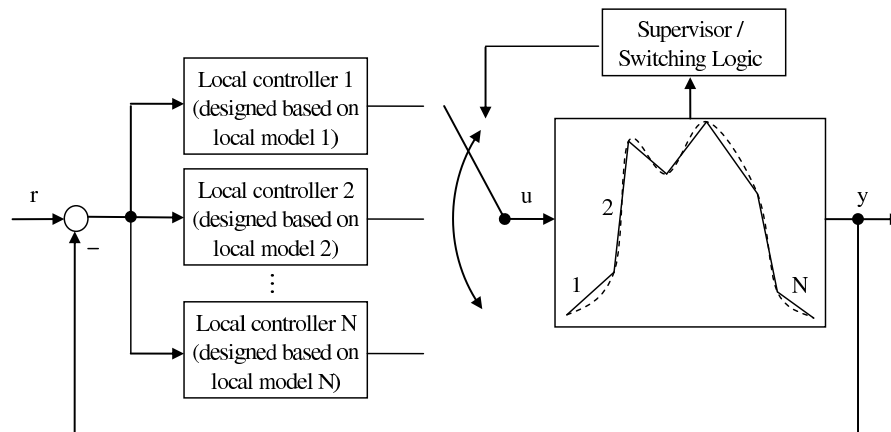 Supervisor /
Switching Logic
Local controller 1
(designed based on
local model 1)
r
–
Local controller 2
(designed based on
local model 2)
⋮
Local controller N
(designed based on
local model N)
u
1
2
N
y